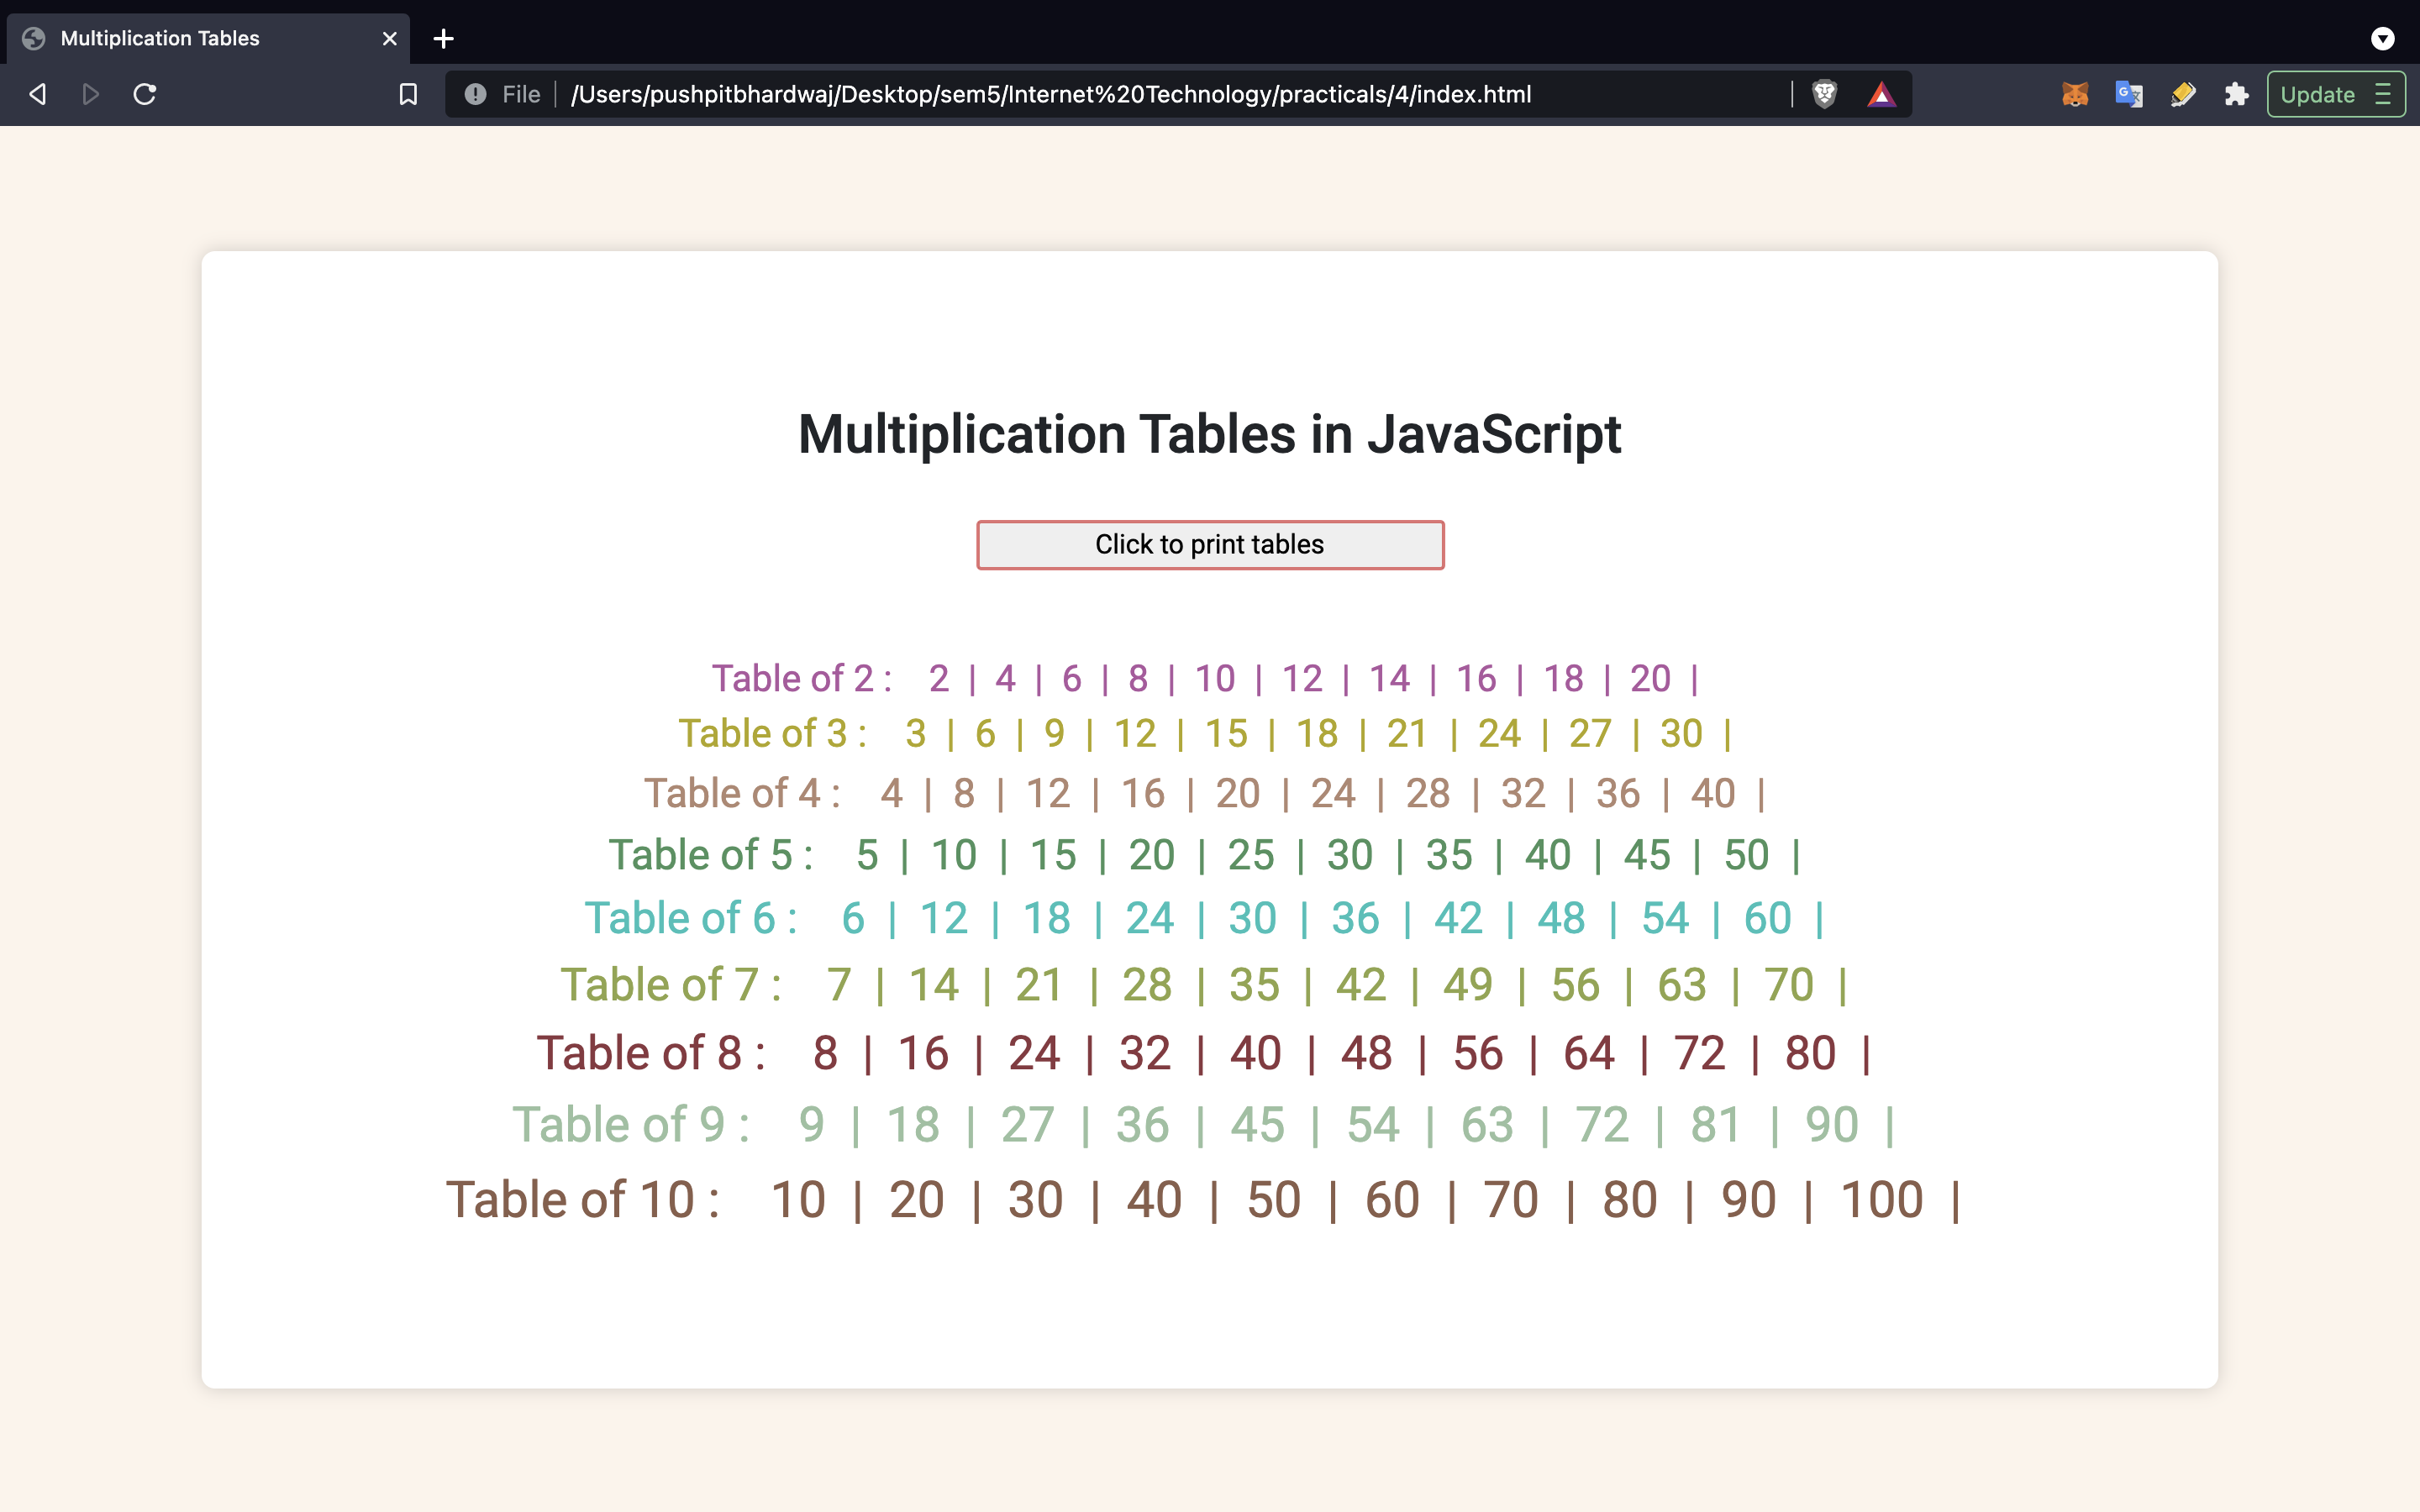 Multiplication Tables
File /Users/pushpitbhardwaj/Desktop/sem5/Internet%20Technology/practicals/4/index.html
Update
Multiplication Tables in JavaScript
Click to print tables
Table of 2 : 2 | 4 | 6 | 8 | 10 | 12 | 14 | 16 | 18 | 20 |
Table of 3 : 3 | 6 | 9 | 12 | 15 | 18 | 21 | 24 | 27 | 30 |
Table of 4 : 4 | 8 | 12 | 16 | 20 | 24 | 28 | 32 | 36 | 40 |
Table of 5 : 5 | 10 | 15 | 20 | 25 | 30 | 35 | 40 | 45 | 50 |
Table of 6 : 6 | 12 | 18 | 24 | 30 | 36 | 42 | 48 | 54 | 60 |
Table of 7 : 7 | 14 | 21 | 28 | 35 | 42 | 49 | 56 | 63 | 70 |
Table of 8 : 8 | 16 | 24 | 32 | 40 | 48 | 56 | 64 | 72 | 80 |
Table of 9 : 9 | 18 | 27 | 36 | 45 | 54 | 63 | 72 | 81 | 90 |
Table of 10 : 10 | 20 | 30 | 40 | 50 | 60 | 70 | 80 | 90 | 100 |